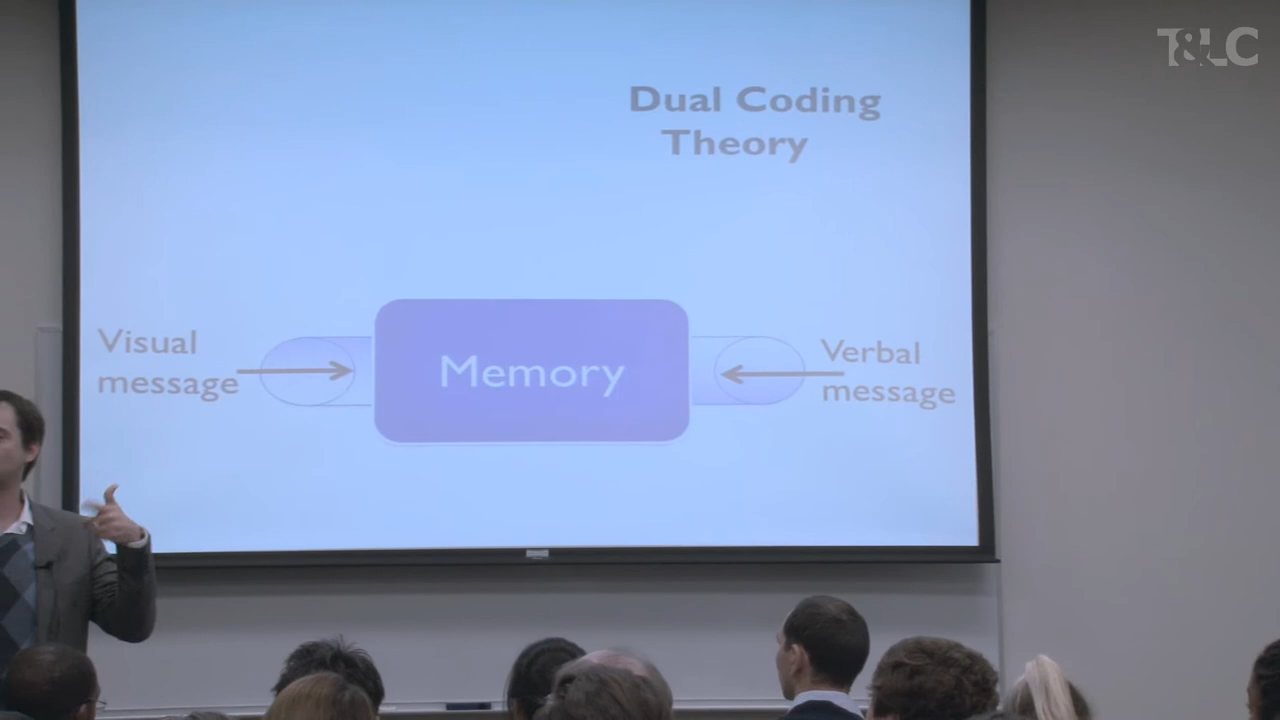 T&LC
Dual Coding
Theory
Visual
message
Memory
Verbal
message